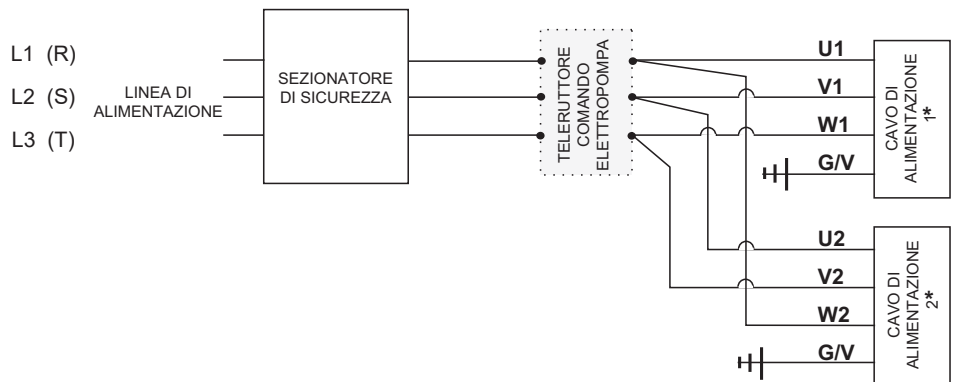 L1 (R)
L2 (S)
L3 (T)
LINEA DI
ALIMENTAZIONE
SEZIONATORE
DI SICUREZZA
TELERUTTORE
COMANDO
ELETTROPOMPA
U1
V1
W1
G/V
CAVO DI
ALIMENTAZIONE
1*
U2
V2
W2
G/V
CAVO DI
ALIMENTAZIONE
2*